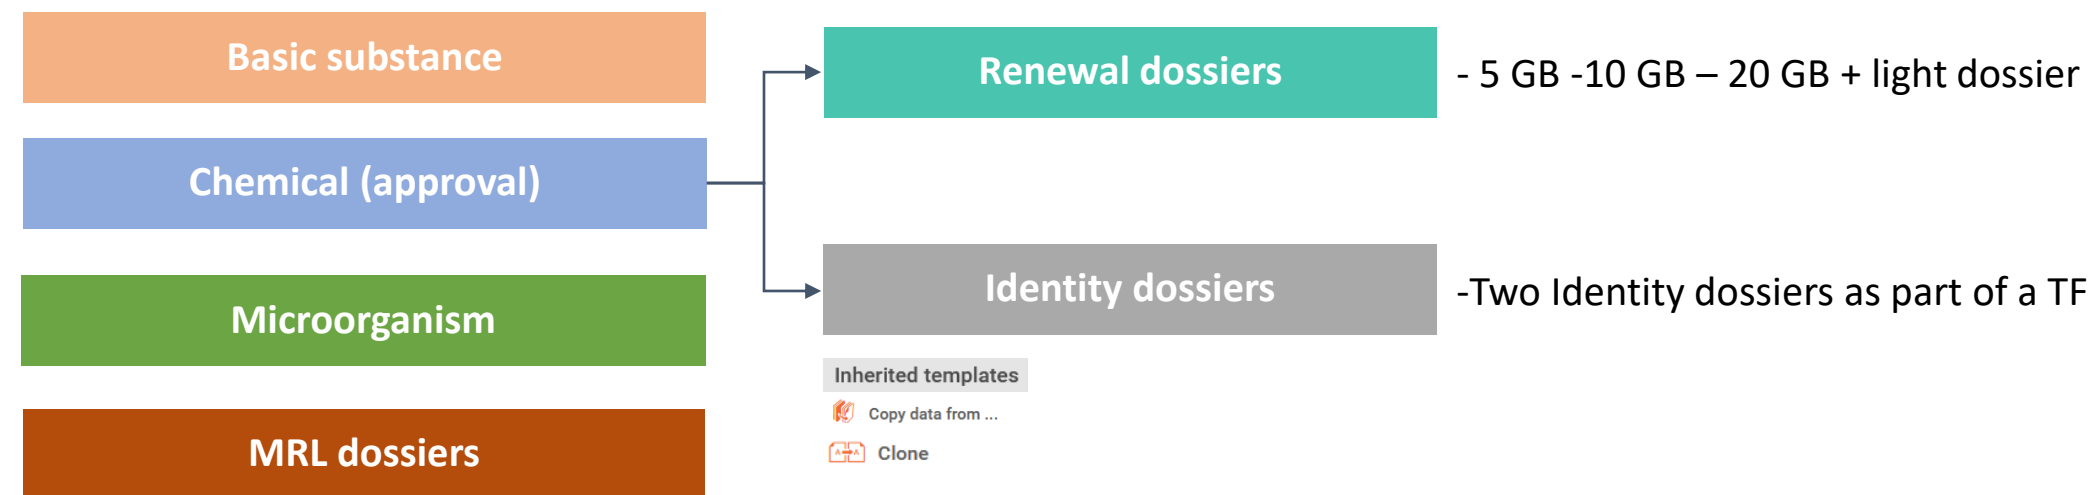 Basic substance
Chemical (approval)
Microorganism
MRL dossiers
Renewal dossiers
- 5 GB -10 GB – 20 GB + light dossier
Identity dossiers
-Two Identity dossiers as part of a TF
Inherited templates
Copy data from ...
A A Clone